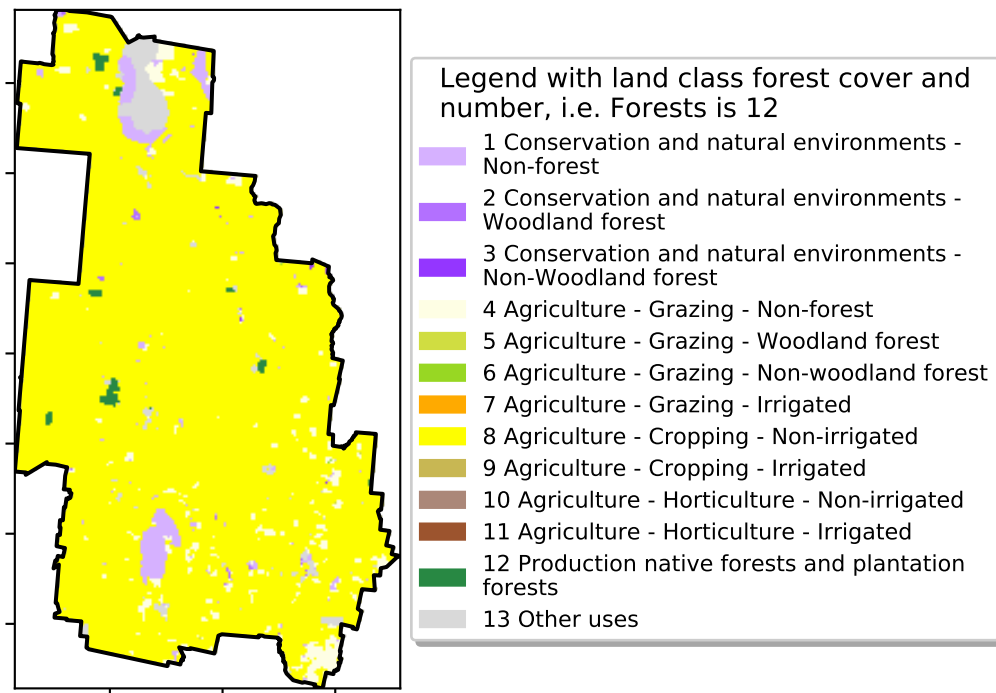 Legend with land class forest cover and
number, i.e. Forests is 12
1 Conservation and natural environments -
Non-forest
2 Conservation and natural environments -
Woodland forest
3 Conservation and natural environments -
Non-Woodland forest
4 Agriculture - Grazing - Non-forest
5 Agriculture - Grazing - Woodland forest
6 Agriculture - Grazing - Non-woodland forest
7 Agriculture - Grazing - Irrigated
8 Agriculture - Cropping - Non-irrigated
9 Agriculture - Cropping - Irrigated
10 Agriculture - Horticulture - Non-irrigated
11 Agriculture - Horticulture - Irrigated
12 Production native forests and plantation
forests
13 Other uses